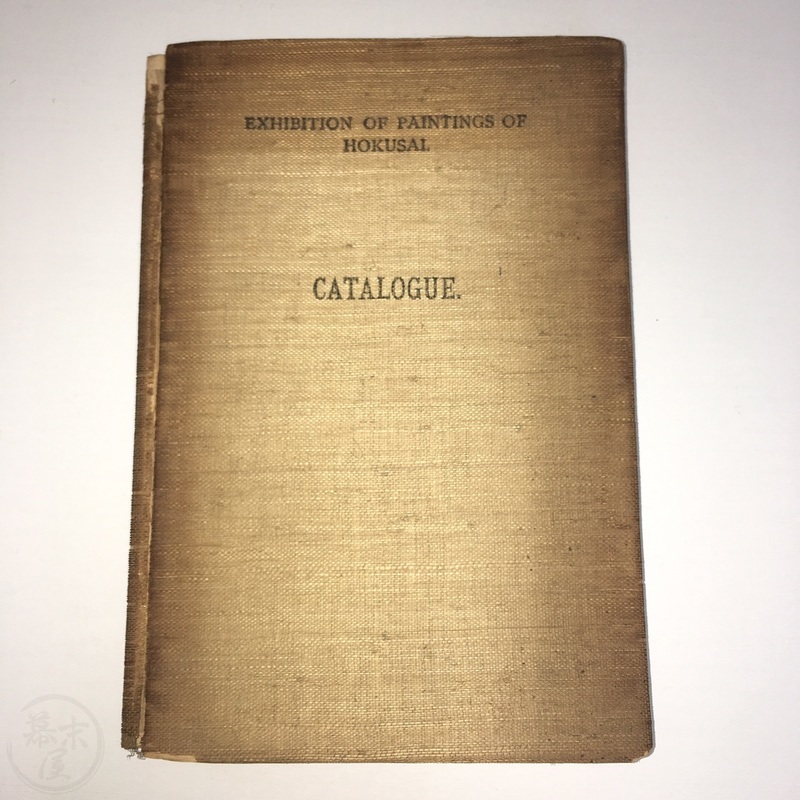 EXHIBITION OF PAINTINGS OF
HOKUSAI.
CATALOGUE.
幕末
屋